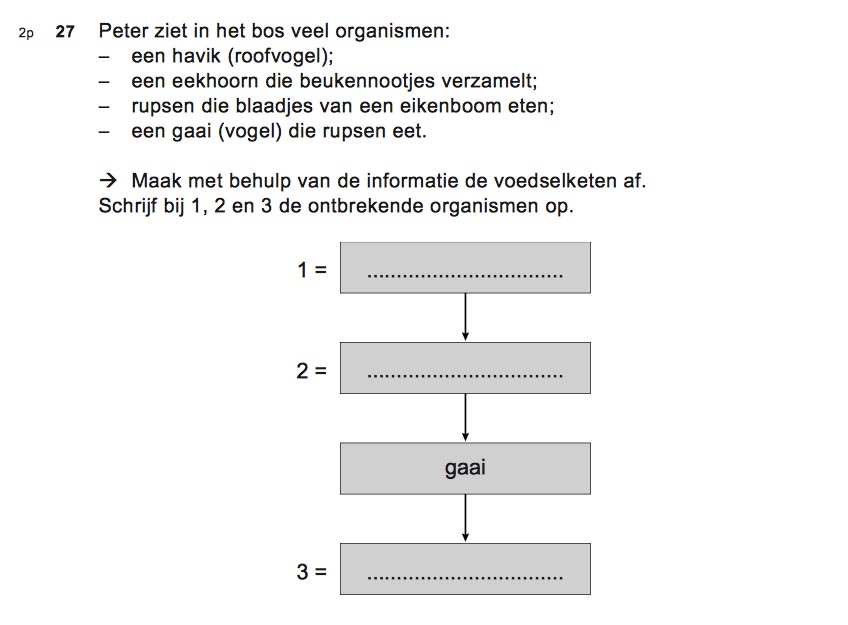 2p 27 Peter ziet in het bos veel organismen:
– een havik (roofvogel);
– een eekhoorn die beukennootjes verzamelt;
– rupsen die blaadjes van een eikenboom eten;
– een gaai (vogel) die rupsen eet.
→ Maak met behulp van de informatie de voedselketen af.
Schrijf bij 1, 2 en 3 de ontbrekende organismen op.
1 = .................................
2 = .................................
gaai
3 = .................................